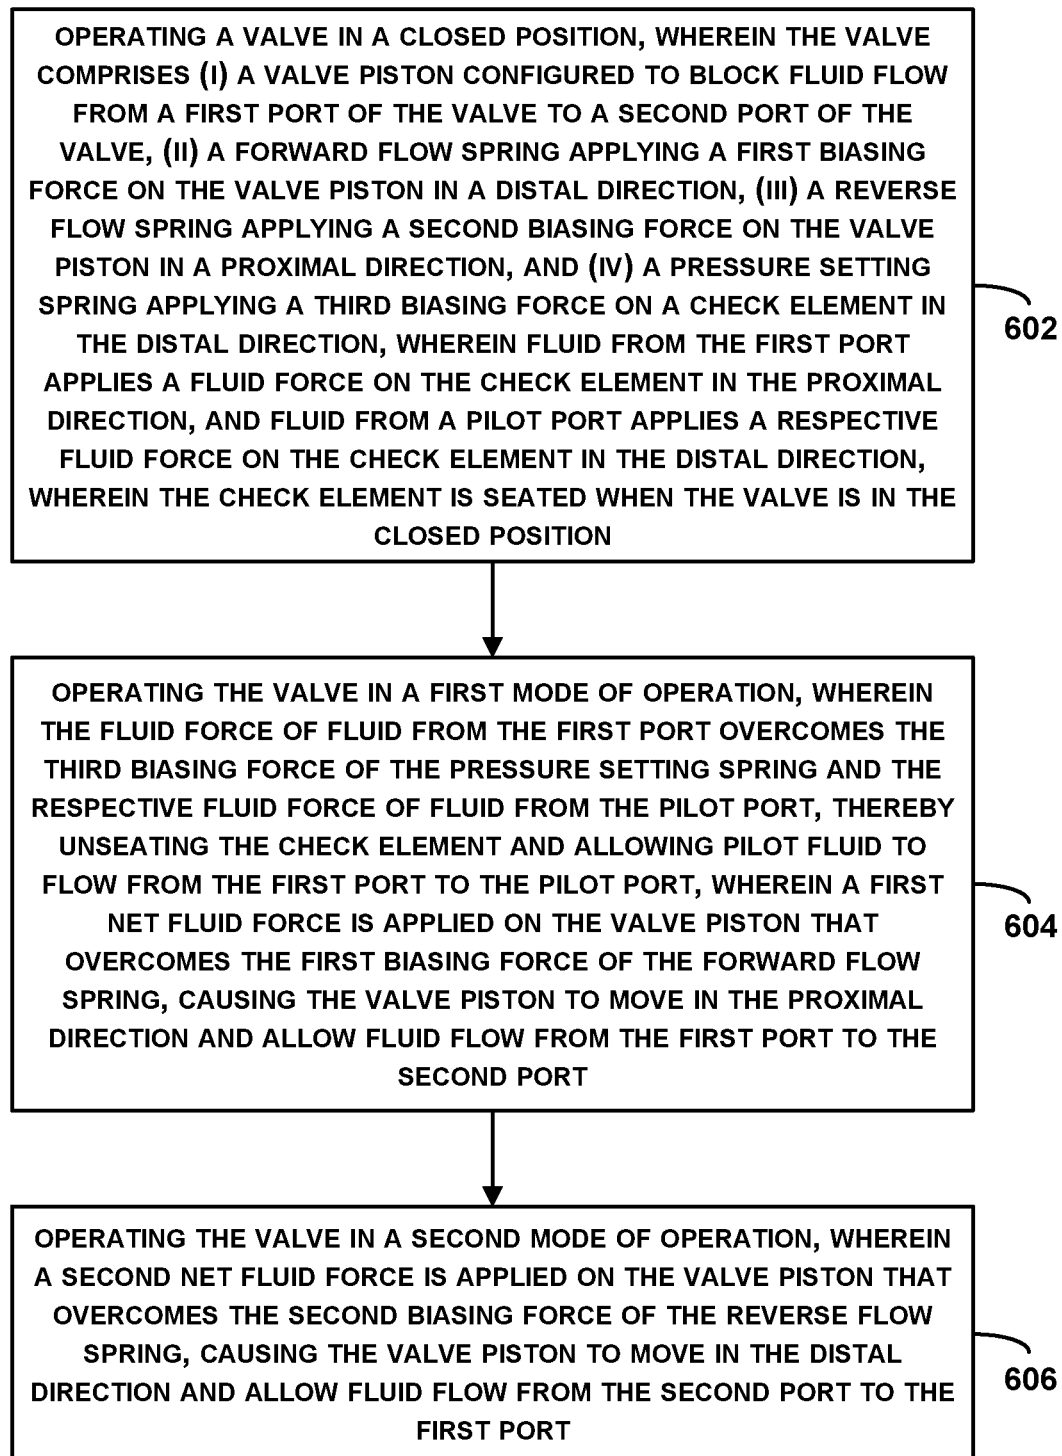 OPERATING A VALVE IN A CLOSED POSITION, WHEREIN THE VALVE
COMPRISES (I) A VALVE PISTON CONFIGURED TO BLOCK FLUID FLOW
FROM A FIRST PORT OF THE VALVE TO A SECOND PORT OF THE
VALVE, (II) A FORWARD FLOW SPRING APPLYING A FIRST BIASING
FORCE ON THE VALVE PISTON IN A DISTAL DIRECTION, (III) A REVERSE
FLOW SPRING APPLYING A SECOND BIASING FORCE ON THE VALVE
PISTON IN A PROXIMAL DIRECTION, AND (IV) A PRESSURE SETTING
SPRING APPLYING A THIRD BIASING FORCE ON A CHECK ELEMENT IN
THE DISTAL DIRECTION, WHEREIN FLUID FROM THE FIRST PORT
APPLIES A FLUID FORCE ON THE CHECK ELEMENT IN THE PROXIMAL
DIRECTION, AND FLUID FROM A PILOT PORT APPLIES A RESPECTIVE
FLUID FORCE ON THE CHECK ELEMENT IN THE DISTAL DIRECTION,
WHEREIN THE CHECK ELEMENT IS SEATED WHEN THE VALVE IS IN THE
CLOSED POSITION
602
OPERATING THE VALVE IN A FIRST MODE OF OPERATION, WHEREIN
THE FLUID FORCE OF FLUID FROM THE FIRST PORT OVERCOMES THE
THIRD BIASING FORCE OF THE PRESSURE SETTING SPRING AND THE
RESPECTIVE FLUID FORCE OF FLUID FROM THE PILOT PORT, THEREBY
UNSEATING THE CHECK ELEMENT AND ALLOWING PILOT FLUID TO
FLOW FROM THE FIRST PORT TO THE PILOT PORT, WHEREIN A FIRST
NET FLUID FORCE IS APPLIED ON THE VALVE PISTON THAT
OVERCOMES THE FIRST BIASING FORCE OF THE FORWARD FLOW
SPRING, CAUSING THE VALVE PISTON TO MOVE IN THE PROXIMAL
DIRECTION AND ALLOW FLUID FLOW FROM THE FIRST PORT TO THE
SECOND PORT
604
OPERATING THE VALVE IN A SECOND MODE OF OPERATION, WHEREIN
A SECOND NET FLUID FORCE IS APPLIED ON THE VALVE PISTON THAT
OVERCOMES THE SECOND BIASING FORCE OF THE REVERSE FLOW
SPRING, CAUSING THE VALVE PISTON TO MOVE IN THE DISTAL
DIRECTION AND ALLOW FLUID FLOW FROM THE SECOND PORT TO THE
FIRST PORT
606